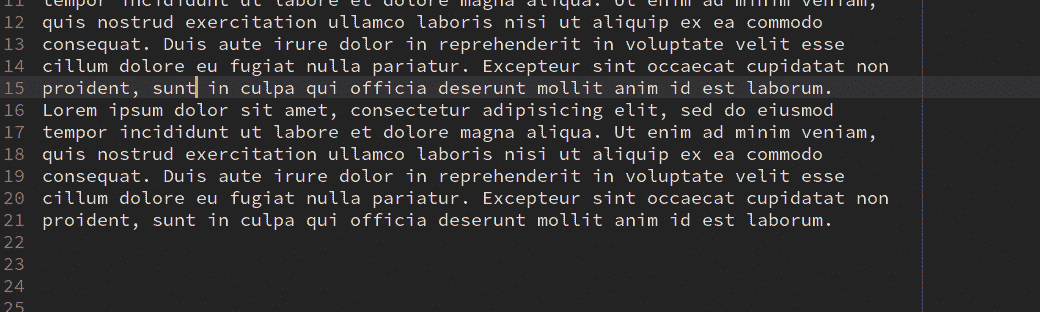 11 tempor incididunt ut labore et dolore magna aliqua. Ut enim ad minim veniam,
12 quis nostrud exercitation ullamco laboris nisi ut aliquip ex ea commodo
13 consequat. Duis aute irure dolor in reprehenderit in voluptate velit esse
14 cillum dolore eu fugiat nulla pariatur. Excepteur sint occaecat cupidatat non
15 proident, sunt in culpa qui officia deserunt mollit anim id est laborum.
16 Lorem ipsum dolor sit amet, consectetur adipisicing elit, sed do eiusmod
17 tempor incididunt ut labore et dolore magna aliqua. Ut enim ad minim veniam,
18 quis nostrud exercitation ullamco laboris nisi ut aliquip ex ea commodo
19 consequat. Duis aute irure dolor in reprehenderit in voluptate velit esse
20 cillum dolore eu fugiat nulla pariatur. Excepteur sint occaecat cupidatat non
21 proident, sunt in culpa qui officia deserunt mollit anim id est laborum.
22
23
24
25